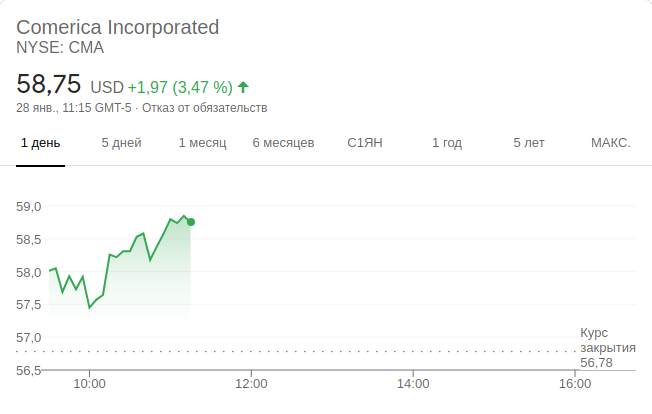 Comerica Incorporated
NYSE: CMA
58,75 USD +1,97 (3,47 %)
28 янв., 11:15 GMT-5 · Отказ от обязательств
1 день 5 дней 1 месяц 6 месяцев С1ЯН 1 год 5 лет МАКС.
59,0
58,5
58,0
57,5
57,0
56,5
Курс
закрытия
56,78
10:00 12:00 14:00 16:00